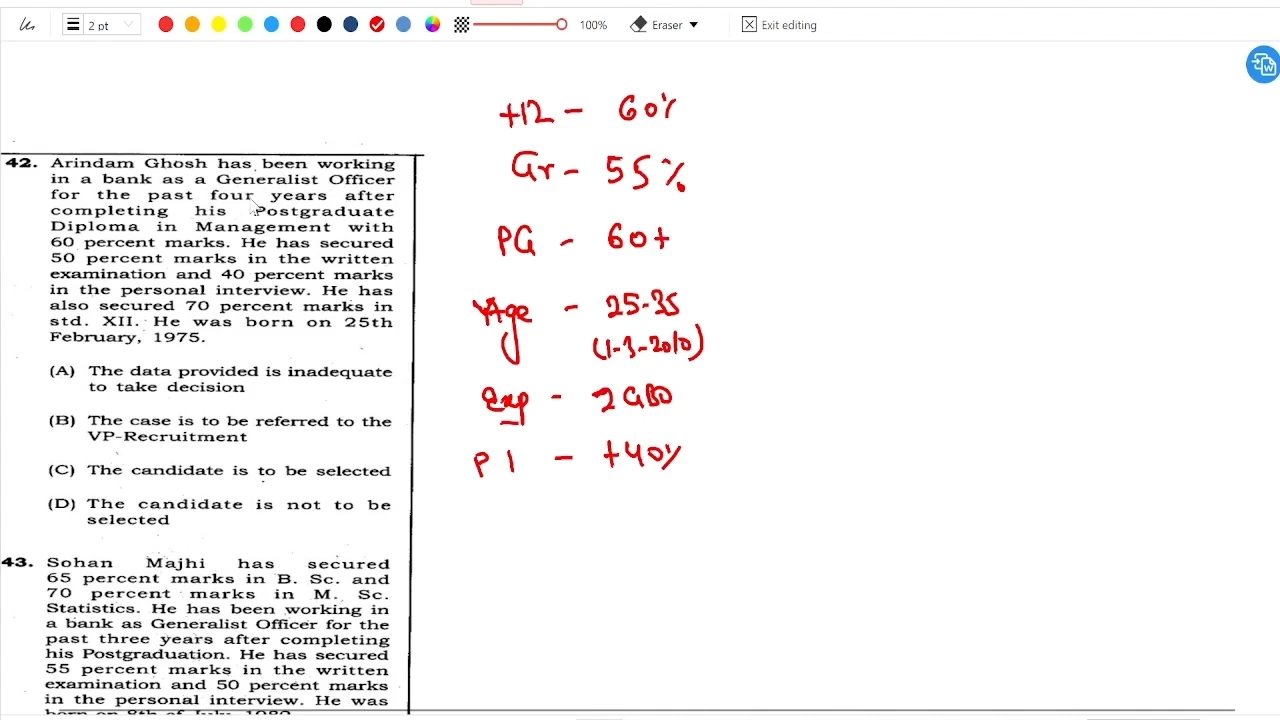 2 pt
100%
Eraser
Exit editing
+12 - 60%
Gr - 55%
PG - 60+
Age - 25-35
(1-3-2010)
Exp - 2 GBO
PI - +40%
42. Arindam Ghosh has been working
in a bank as a Generalist Officer
for the past four years after
completing his Postgraduate
Diploma in Management with
60 percent marks. He has secured
50 percent marks in the written
examination and 40 percent marks
in the personal interview. He has
also secured 70 percent marks in
std. XII. He was born on 25th
February, 1975.
(A) The data provided is inadequate
to take decision
(B) The case is to be referred to the
VP-Recruitment
(C) The candidate is to be selected
(D) The candidate is not to be
selected
43. Sohan Majhi has secured
65 percent marks in B. Sc. and
70 percent marks in M. Sc.
Statistics. He has been working in
a bank as Generalist Officer for the
past three years after completing
his Postgraduation. He has secured
55 percent marks in the written
examination and 50 percent marks
in the personal interview. He was
born on 8th of July, 1982